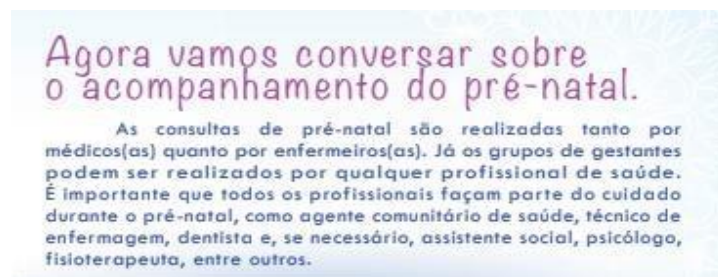 Agora vamos conversar sobre
o acompanhamento do pré-natal.
As consultas de pré-natal são realizadas tanto por
médicos(as) quanto por enfermeiros(as). Já os grupos de gestantes
podem ser realizados por qualquer profissional de saúde.
É importante que todos os profissionais façam parte do cuidado
durante o pré-natal, como agente comunitário de saúde, técnico de
enfermagem, dentista e, se necessário, assistente social, psicólogo,
fisioterapeuta, entre outros.